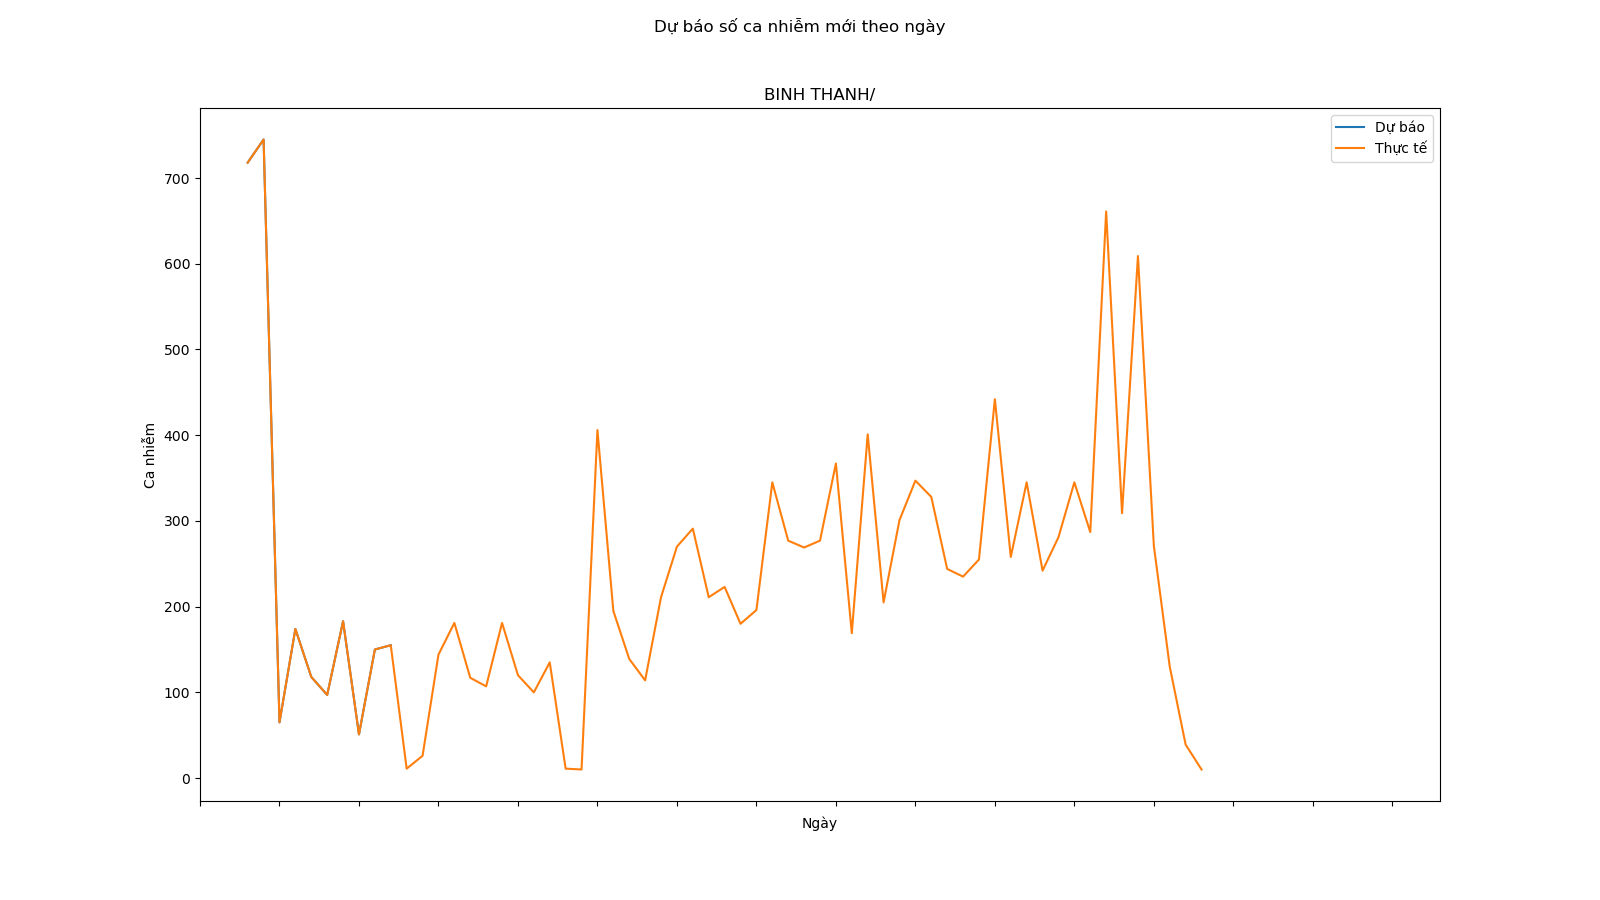 Dự báo số ca nhiễm mới theo ngày
BINH THANH/
Dự báo
Thực tế
700
600
500
400
300
200
100
0
Ca nhiễm
Ngày